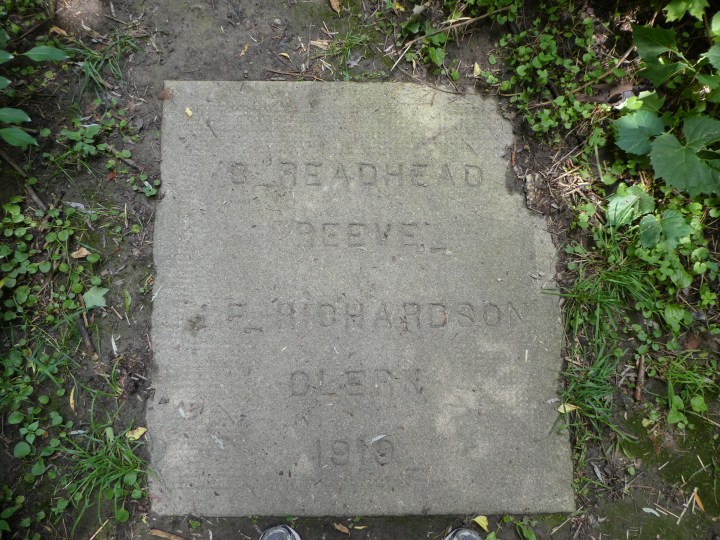 B. READHEAD
REEVE.
F. RICHARDSON
CLERK
1919